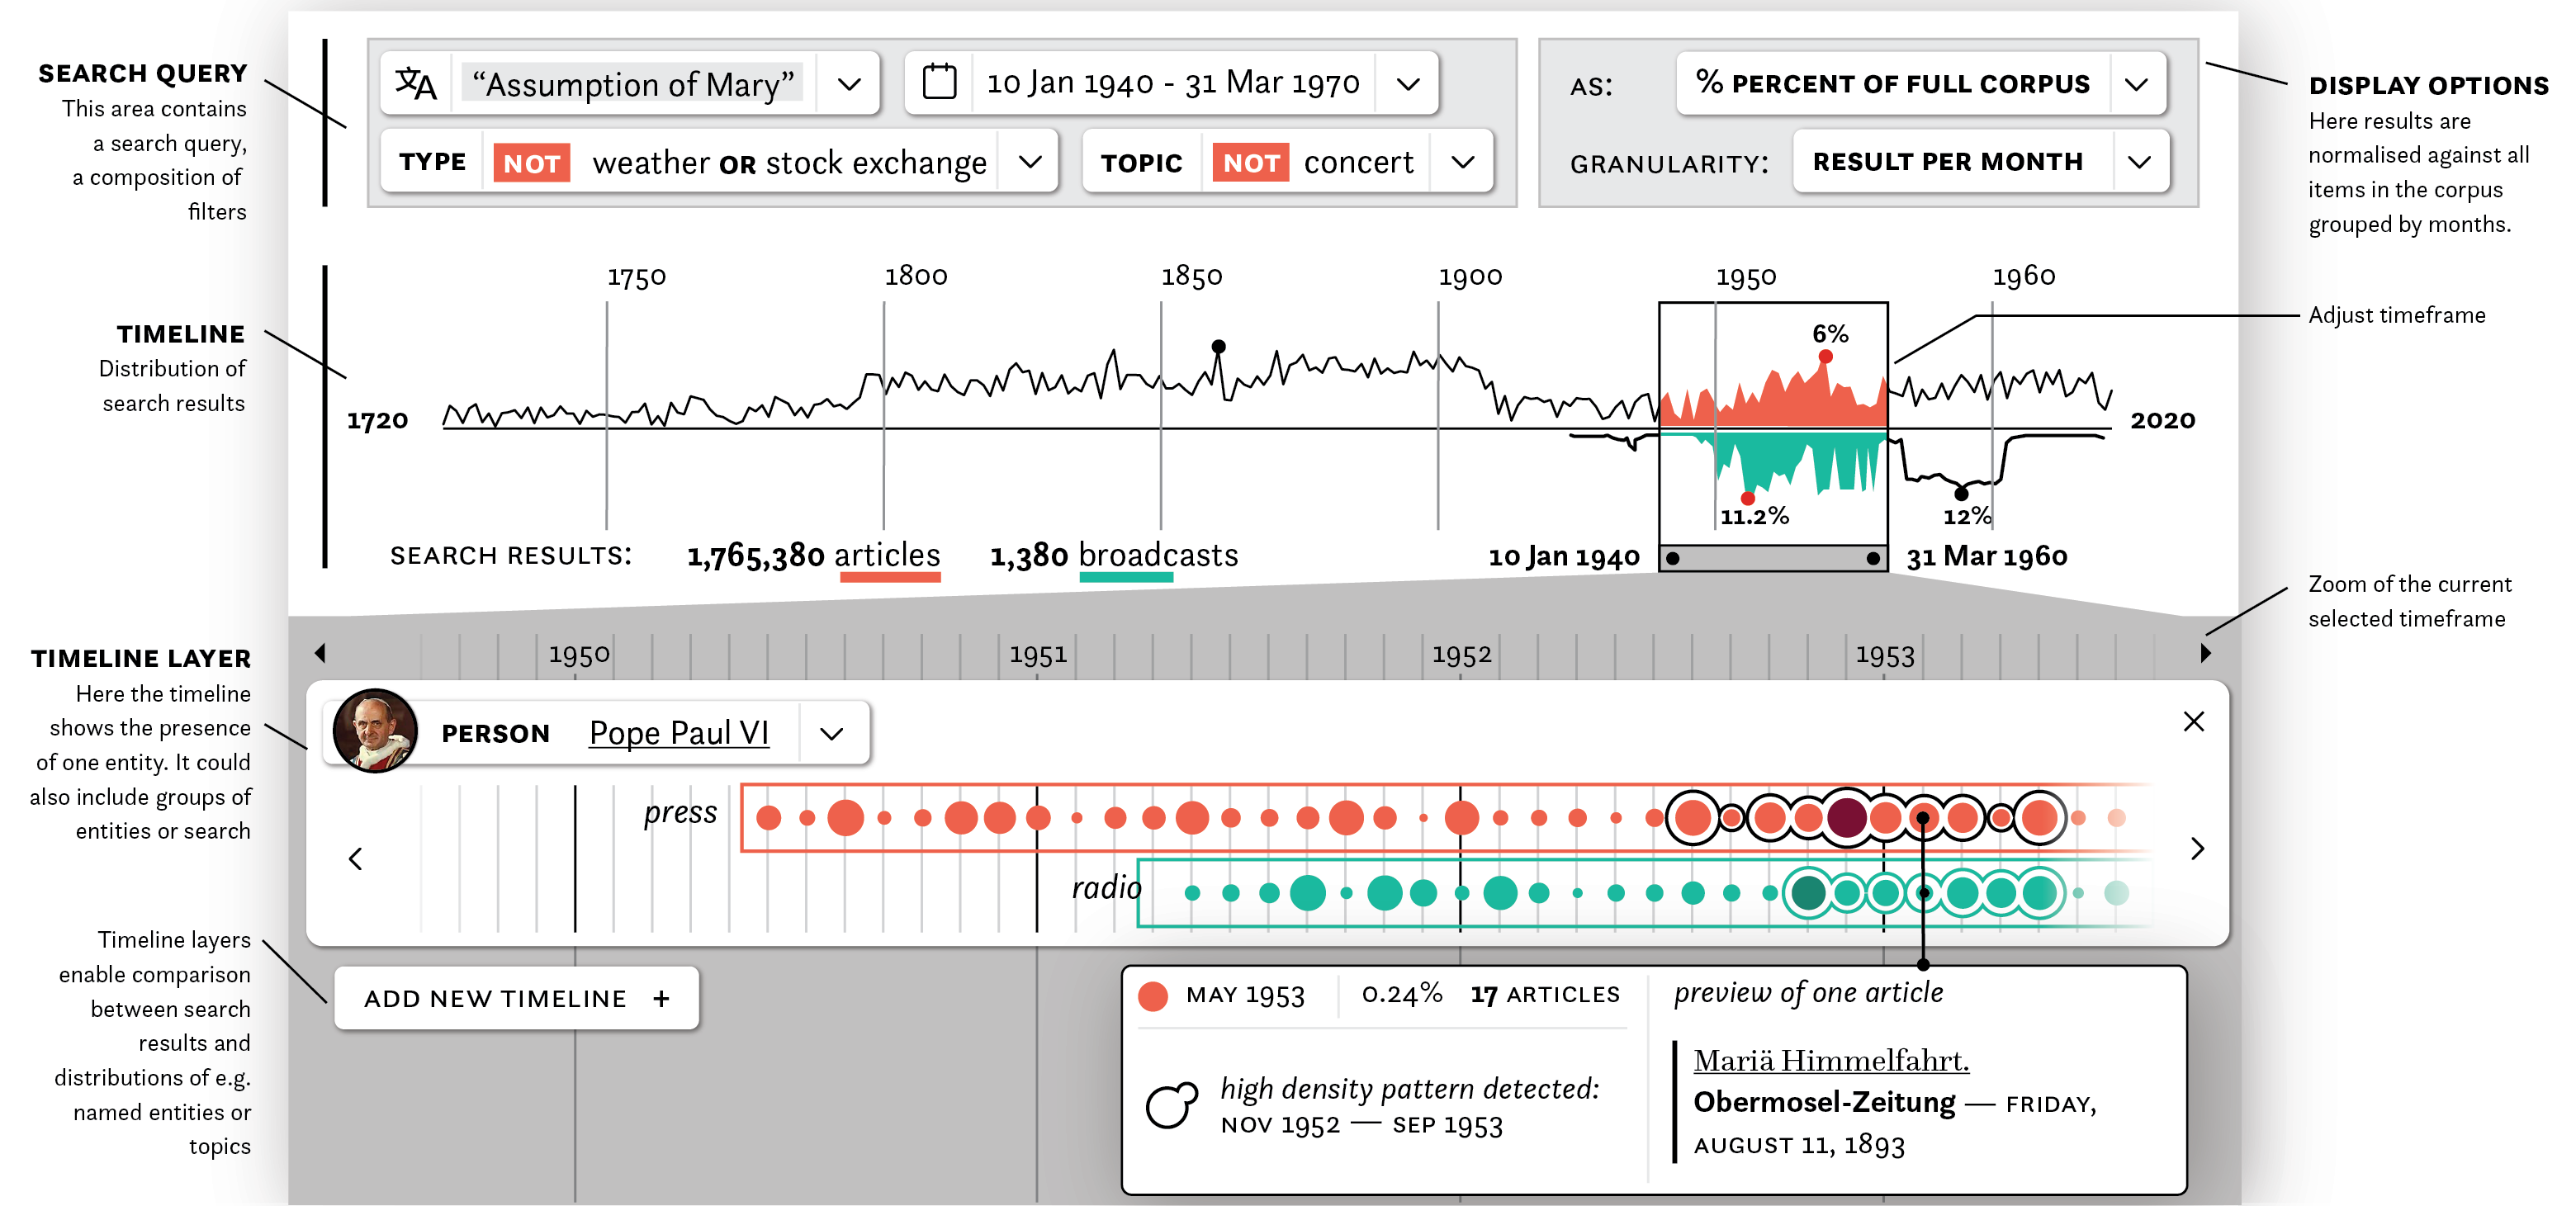 SEARCH QUERY
This area contains
a search query,
a composition of
filters
“Assumption of Mary”
10 Jan 1940 - 31 Mar 1970
TYPE NOT weather OR stock exchange
TOPIC NOT concert
AS: % PERCENT OF FULL CORPUS
GRANULARITY: RESULT PER MONTH
DISPLAY OPTIONS
Here results are
normalised against all
items in the corpus
grouped by months.
TIMELINE
Distribution of
search results
1750 1800 1850 1900 1950 1960
Adjust timeframe
6%
1720
2020
11.2%
12%
SEARCH RESULTS: 1,765,380 articles 1,380 broadcasts
10 Jan 1940
31 Mar 1960
Zoom of the current
selected timeframe
1950 1951 1952 1953
TIMELINE LAYER
Here the timeline
shows the presence
of one entity. It could
also include groups of
entities or search
PERSON Pope Paul VI
press
radio
Timeline layers
enable comparison
between search
results and
distributions of e.g.
named entities or
topics
ADD NEW TIMELINE +
MAY 1953 0.24% 17 ARTICLES
high density pattern detected:
NOV 1952 — SEP 1953
preview of one article
Mariä Himmelfahrt.
Obermosel-Zeitung — FRIDAY,
AUGUST 11, 1893